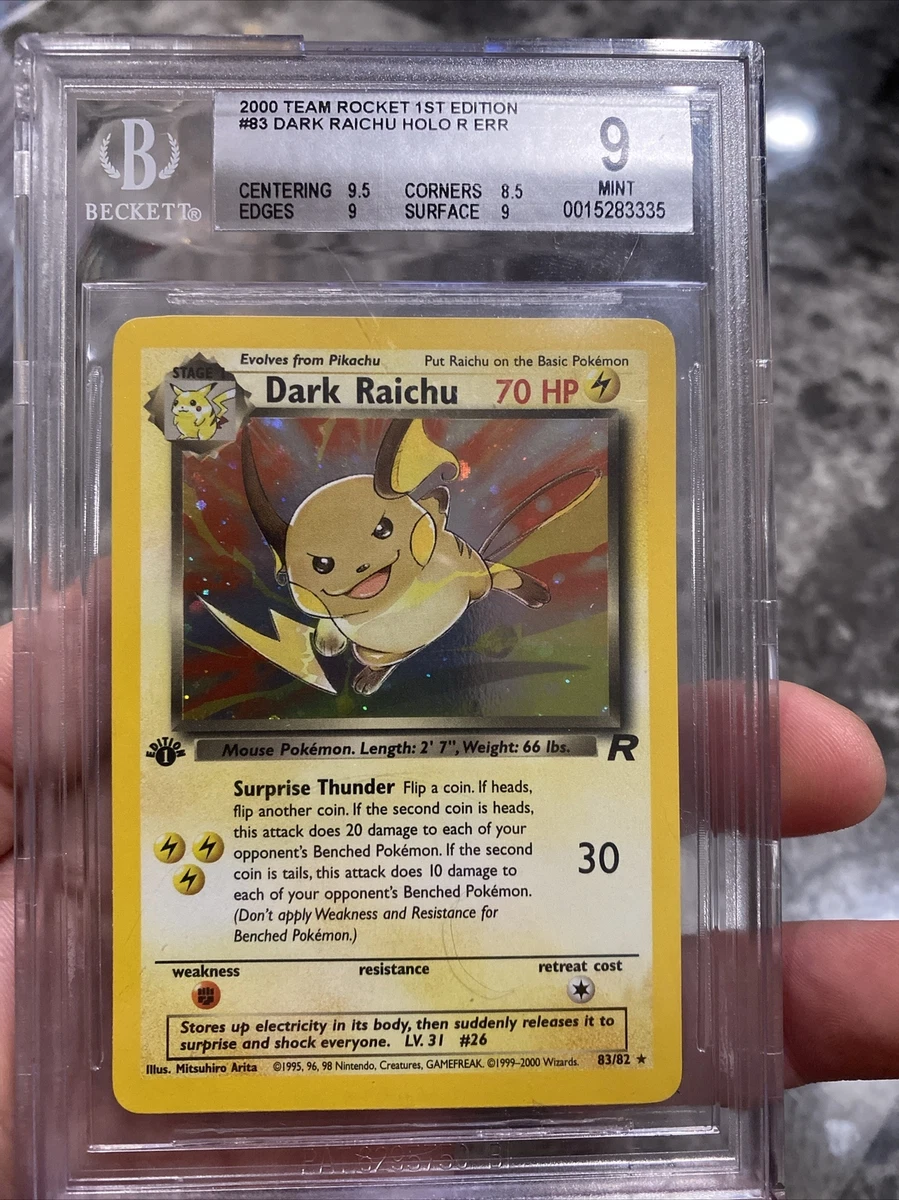 2000 TEAM ROCKET 1ST EDITION
#83 DARK RAICHU HOLO R ERR
9
MINT
0015283335
CENTERING 9.5 CORNERS 8.5
EDGES 9 SURFACE 9
B
BECKETT®
Evolves from Pikachu Put Raichu on the Basic Pokémon
STAGE 1
Dark Raichu 70 HP
EDITION 1
Mouse Pokémon. Length: 2' 7", Weight: 66 lbs.
R
Surprise Thunder Flip a coin. If heads,
flip another coin. If the second coin is heads,
this attack does 20 damage to each of your
opponent's Benched Pokémon. If the second
coin is tails, this attack does 10 damage to
each of your opponent's Benched Pokémon.
(Don't apply Weakness and Resistance for
Benched Pokémon.)
30
weakness resistance retreat cost
Stores up electricity in its body, then suddenly releases it to
surprise and shock everyone. LV. 31 #26
Illus. Mitsuhiro Arita ©1995, 96, 98 Nintendo, Creatures, GAMEFREAK. ©1999–2000 Wizards. 83/82 ★